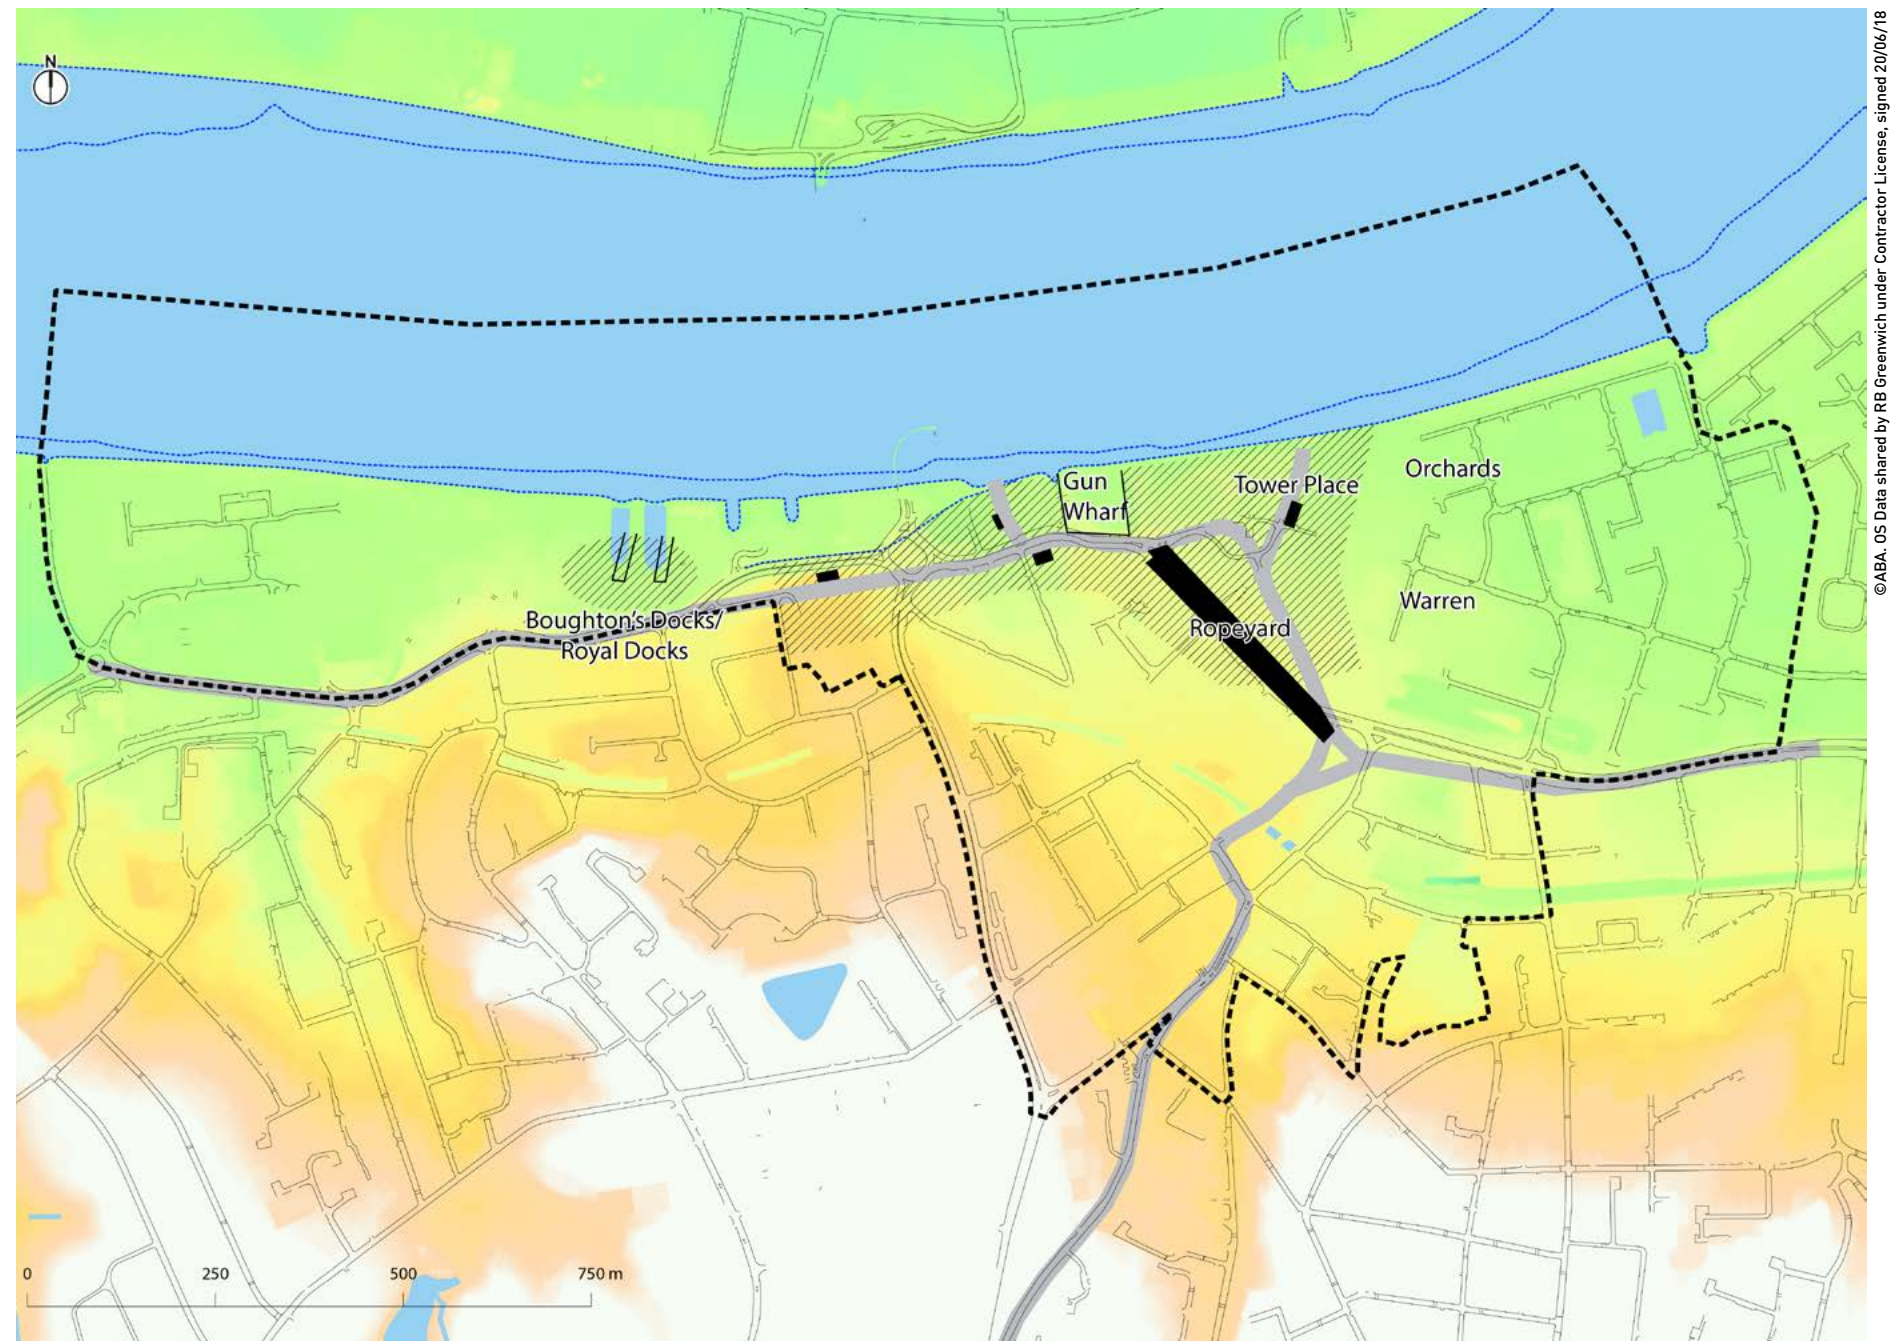 N
Gun
Wharf
Tower Place
Orchards
Boughton's Docks/
Royal Docks
Ropeyard
Warren
0 250 500 750 m
©ABA. OS Data shared by RB Greenwich under Contractor License, signed 20/06/18